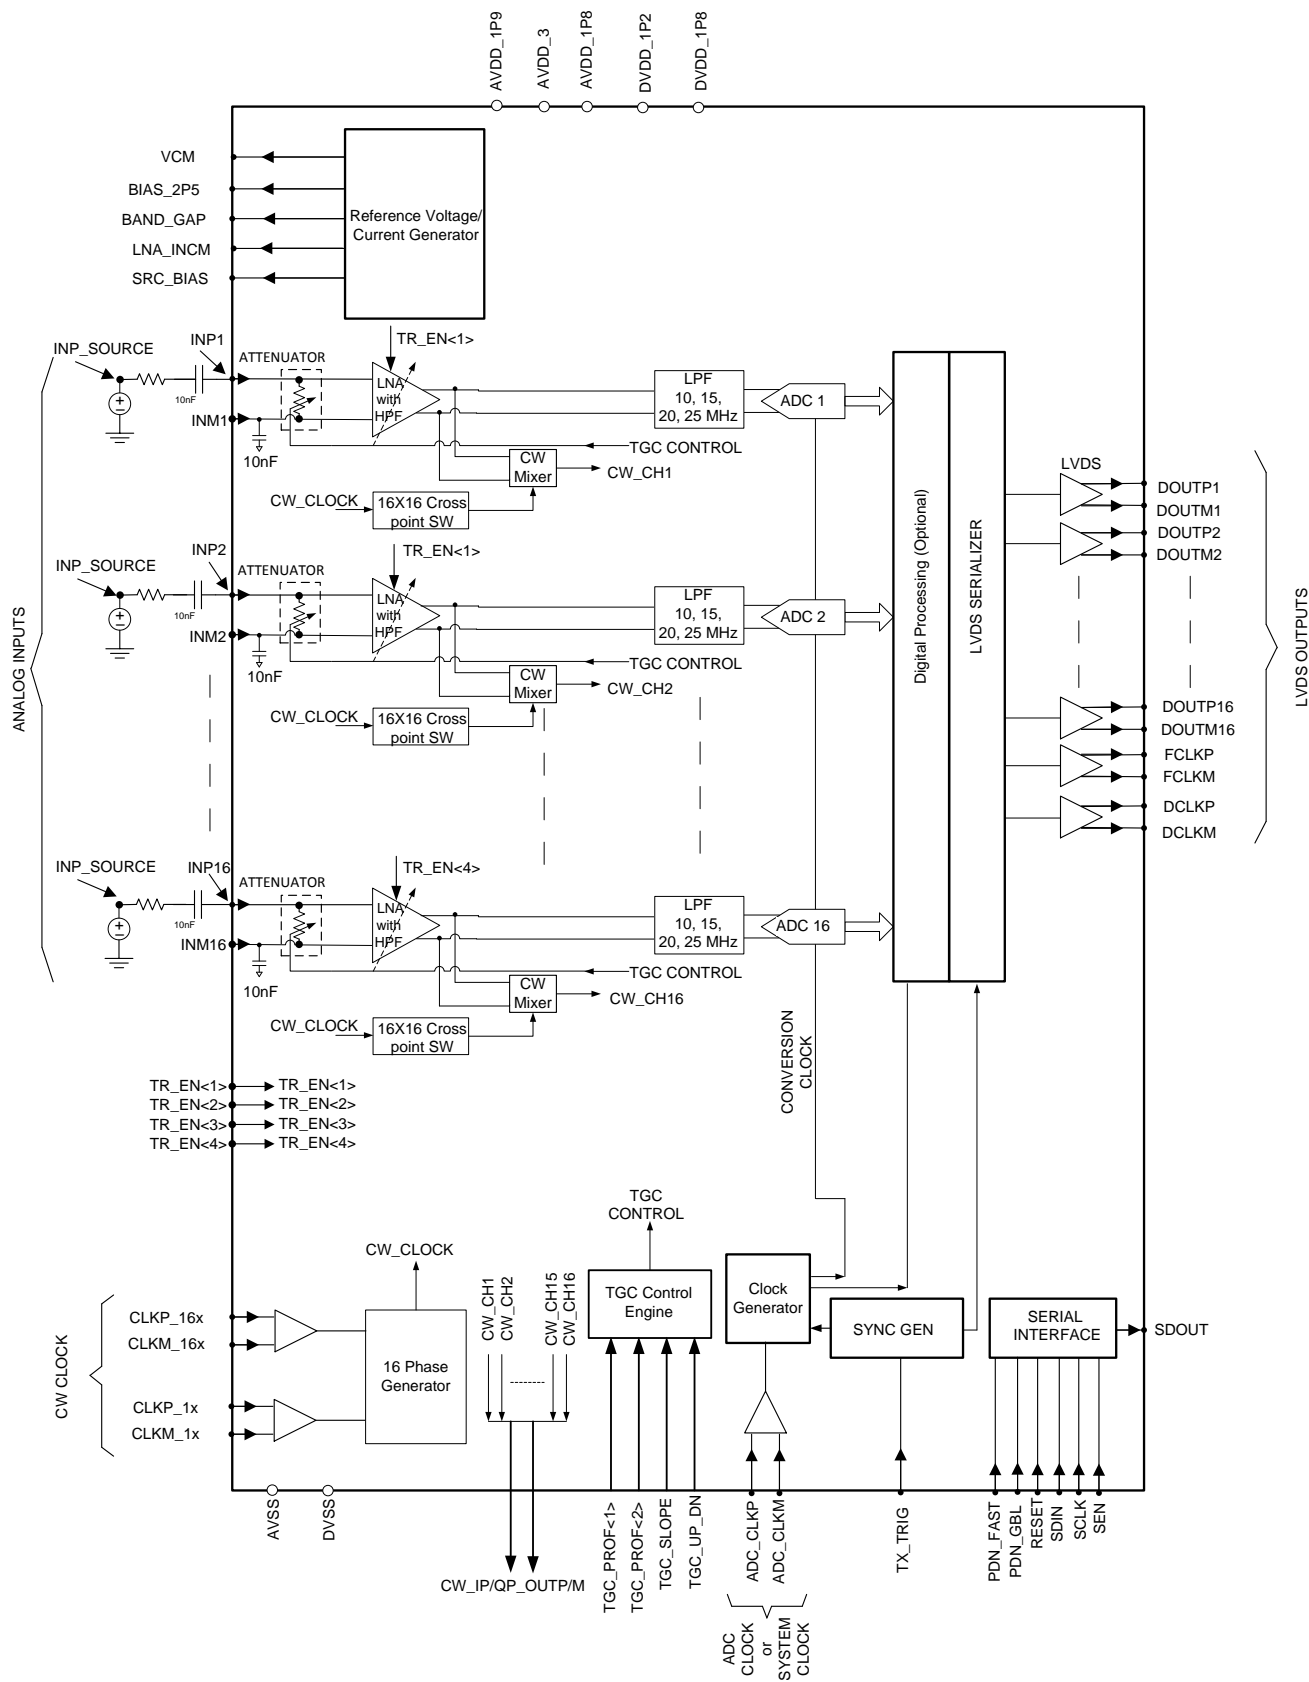 AVDD_1P9
AVDD_3
AVDD_1P8
DVDD_1P2
DVDD_1P8
VCM
BIAS_2P5
BAND_GAP
LNA_INCM
SRC_BIAS
Reference Voltage/
Current Generator
INP_SOURCE
INP1
10nF
INM1
10nF
ATTENUATOR
TR_EN<1>
LNA
with
HPF
LPF
10, 15,
20, 25 MHz
ADC 1
TGC CONTROL
CW
Mixer
CW_CH1
CW_CLOCK
16X16 Cross
point SW
INP_SOURCE
INP2
10nF
INM2
10nF
ATTENUATOR
TR_EN<1>
LNA
with
HPF
LPF
10, 15,
20, 25 MHz
ADC 2
TGC CONTROL
CW
Mixer
CW_CH2
CW_CLOCK
16X16 Cross
point SW
ANALOG INPUTS
INP_SOURCE
INP16
10nF
INM16
10nF
ATTENUATOR
TR_EN<4>
LNA
with
HPF
LPF
10, 15,
20, 25 MHz
ADC 16
TGC CONTROL
CW
Mixer
CW_CH16
CW_CLOCK
16X16 Cross
point SW
Digital Processing (Optional)
LVDS SERIALIZER
LVDS
DOUTP1
DOUTM1
DOUTP2
DOUTM2
DOUTP16
DOUTM16
FCLKP
FCLKM
DCLKP
DCLKM
LVDS OUTPUTS
CONVERSION
CLOCK
TR_EN<1>
TR_EN<1>
TR_EN<2>
TR_EN<2>
TR_EN<3>
TR_EN<3>
TR_EN<4>
TR_EN<4>
CW CLOCK
CLKP_16x
CLKM_16x
CLKP_1x
CLKM_1x
CW_CLOCK
16 Phase
Generator
CW_CH1
CW_CH2
CW_CH15
CW_CH16
TGC
CONTROL
TGC Control
Engine
Clock
Generator
SYNC GEN
SERIAL
INTERFACE
SDOUT
AVSS
DVSS
CW_IP/QP_OUTP/M
TGC_PROF<1>
TGC_PROF<2>
TGC_SLOPE
TGC_UP_DN
ADC_CLKP
ADC_CLKM
ADC
CLOCK
or
SYSTEM
CLOCK
TX_TRIG
PDN_FAST
PDN_GBL
RESET
SDIN
SCLK
SEN